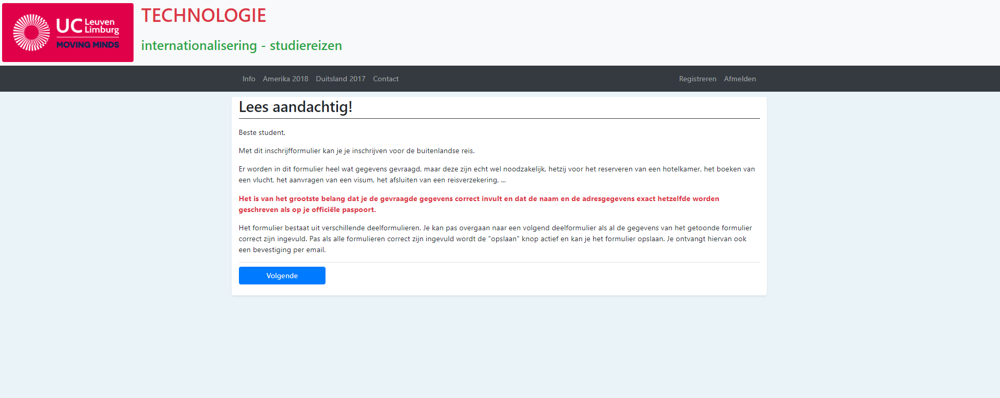 UC Leuven
Limburg
MOVING MINDS
TECHNOLOGIE
internationalisering - studiereizen
Info Amerika 2018 Duitsland 2017 Contact Registreren Afmelden
Lees aandachtig!
Beste student,
Met dit inschrijfformulier kan je je inschrijven voor de buitenlandse reis.
Er worden in dit formulier heel wat gegevens gevraagd, maar deze zijn echt wel noodzakelijk, hetzij voor het reserveren van een hotelkamer, het boeken van
een vlucht, het aanvragen van een visum, het afsluiten van een reisverzekering, ...
Het is van het grootste belang dat je de gevraagde gegevens correct invult en dat de naam en de adresgegevens exact hetzelfde worden
geschreven als op je officiële paspoort.
Het formulier bestaat uit verschillende deelformulieren. Je kan pas overgaan naar een volgend deelformulier als al de gegevens van het getoonde formulier
correct zijn ingevuld. Pas als alle formulieren correct zijn ingevuld wordt de "opslaan" knop actief en kan je het formulier opslaan. Je ontvangt hiervan ook
een bevestiging per email.
Volgende